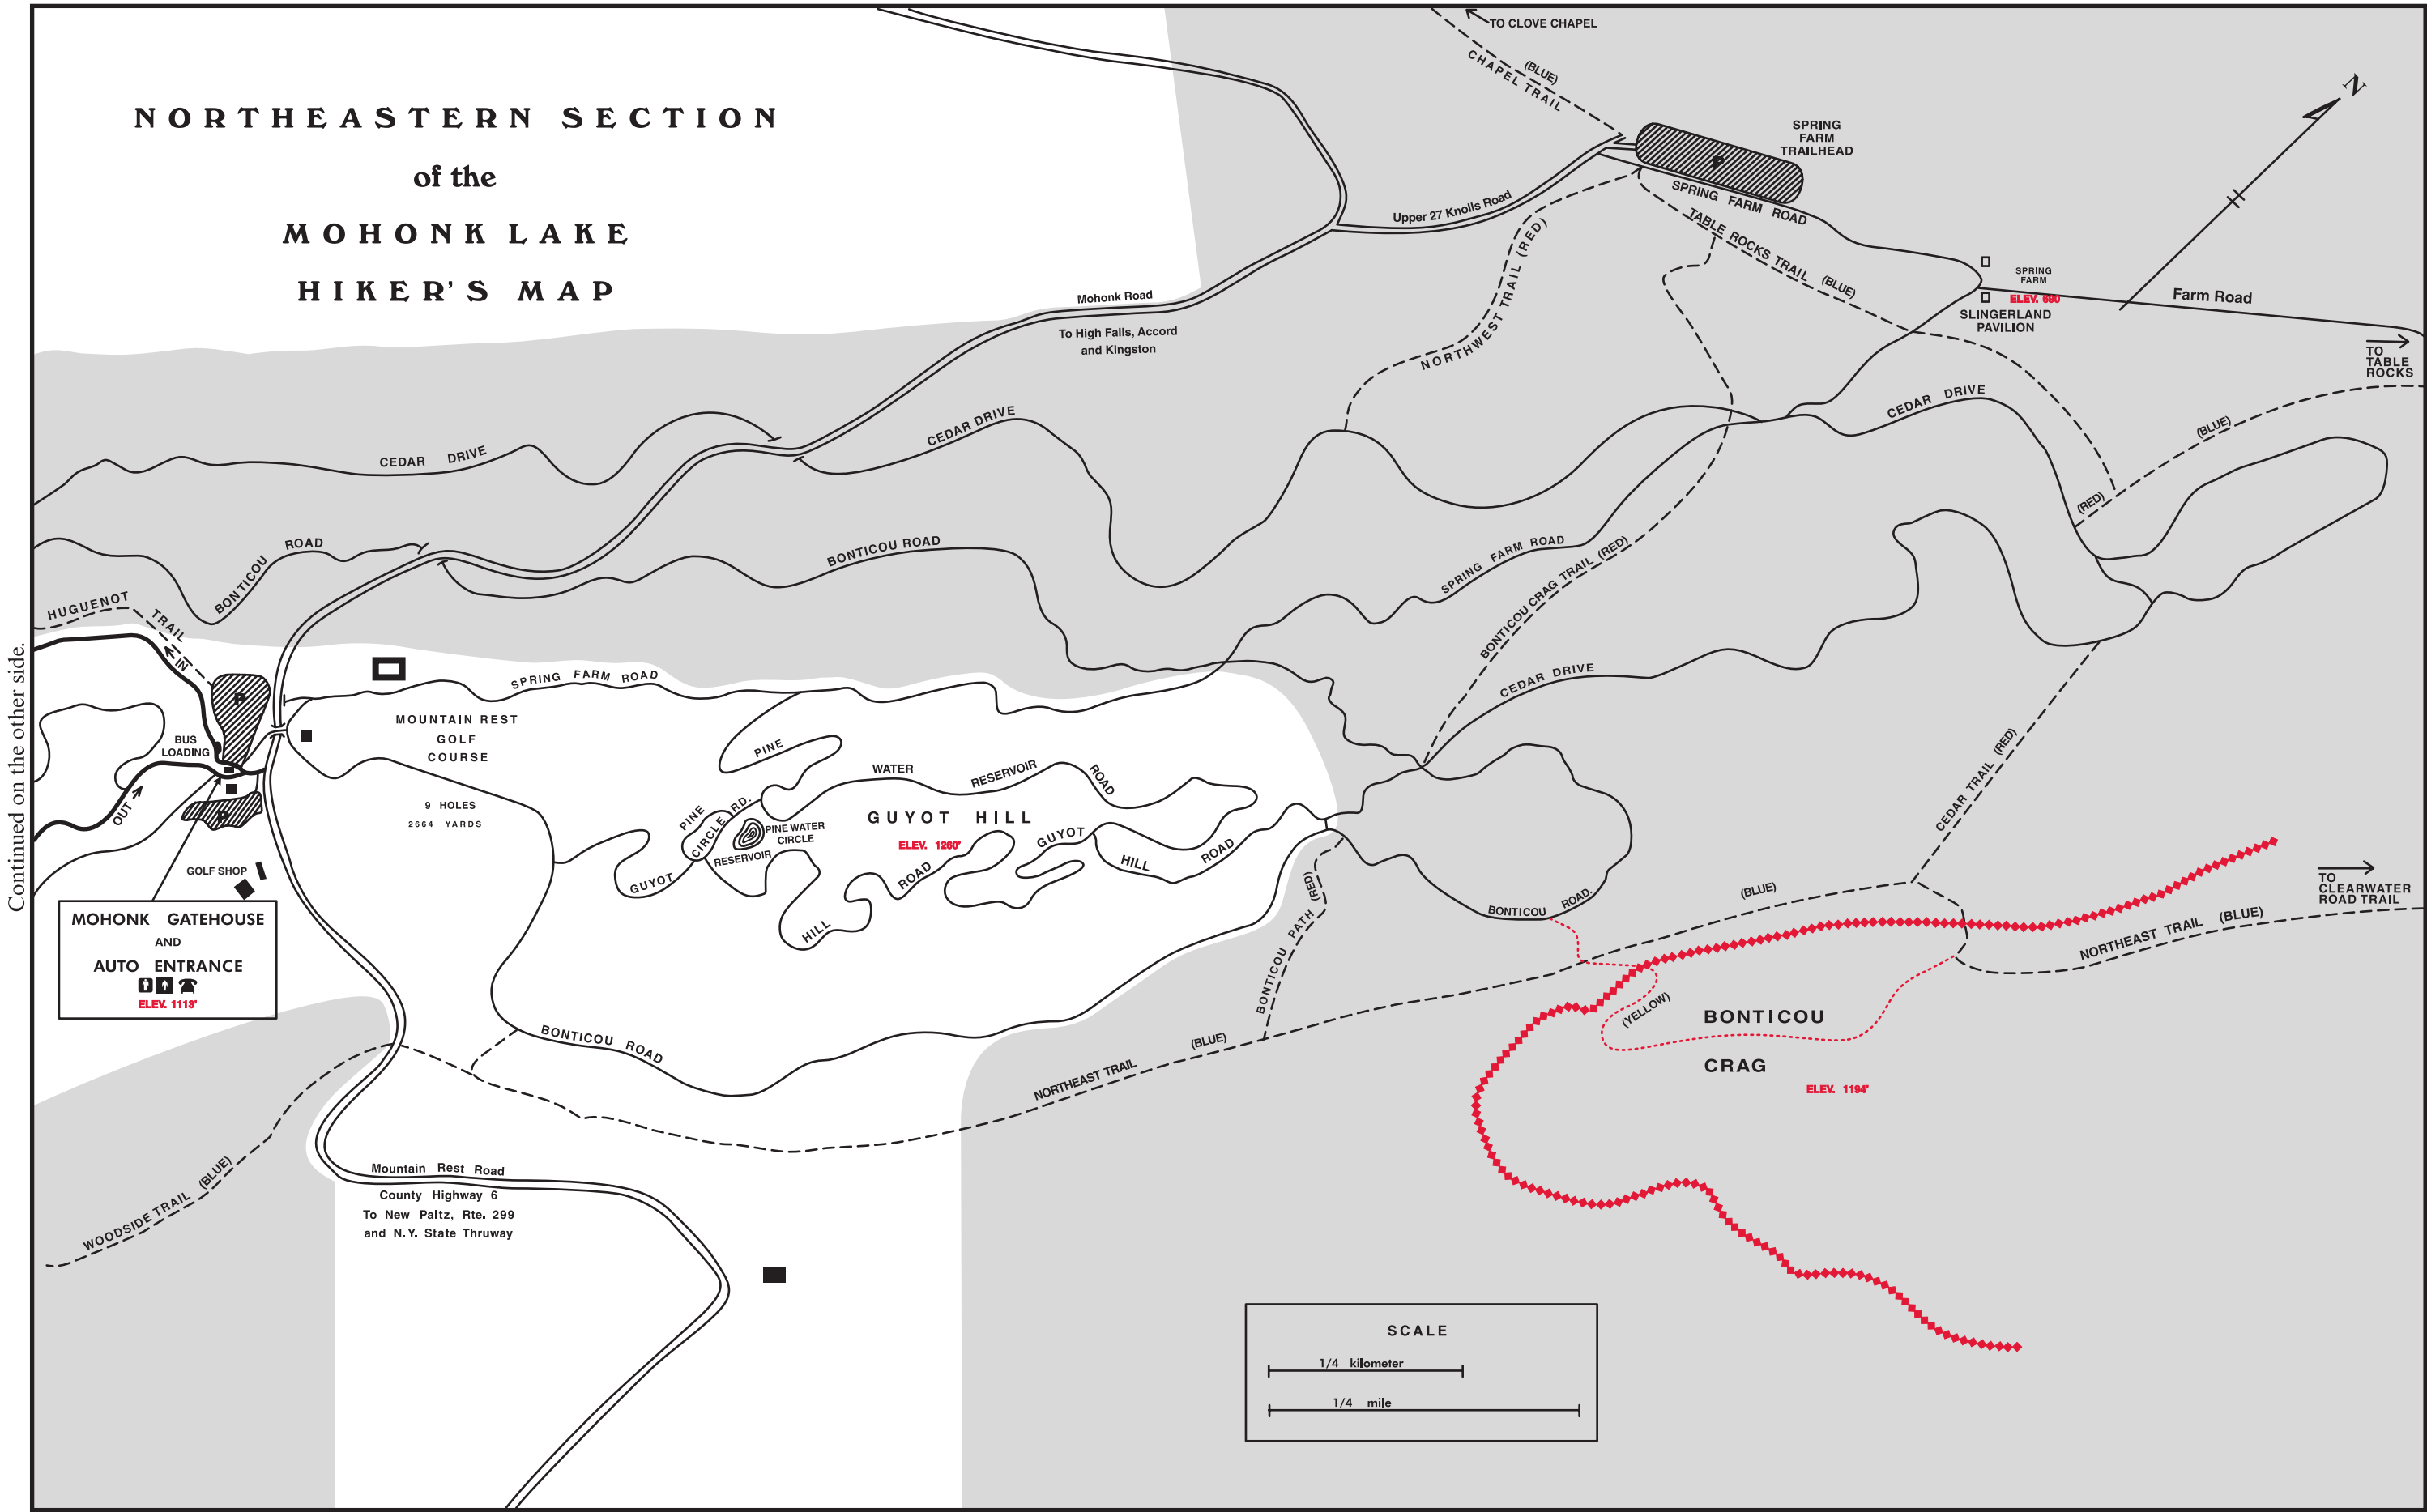 NORTHEASTERN SECTION
of the
MOHONK LAKE
HIKER'S MAP
TO CLOVE CHAPEL
(BLUE)
CHAPEL TRAIL
N
SPRING
FARM
TRAILHEAD
P
SPRING FARM ROAD
Upper 27 Knolls Road
NORTHWEST TRAIL (RED)
TABLE ROCKS TRAIL (BLUE)
SPRING
FARM
ELEV. 690
SLINGERLAND
PAVILION
Farm Road
TO
TABLE
ROCKS
Mohonk Road
To High Falls, Accord
and Kingston
CEDAR DRIVE
CEDAR DRIVE
CEDAR DRIVE
(BLUE)
(RED)
BONTICOU ROAD
BONTICOU ROAD
SPRING FARM ROAD
BONTICOU CRAG TRAIL (RED)
HUGUENOT TRAIL
IN
P
SPRING FARM ROAD
CEDAR DRIVE
MOUNTAIN REST
GOLF
COURSE
BUS
LOADING
PINE
WATER RESERVOIR ROAD
9 HOLES
2664 YARDS
OUT
P
PINE
CIRCLE RD.
PINE WATER
CIRCLE
RESERVOIR
GUYOT HILL
ELEV. 1260'
GUYOT HILL ROAD
GUYOT HILL ROAD
CEDAR TRAIL (RED)
GOLF SHOP
Continued on the other side.
MOHONK GATEHOUSE
AND
AUTO ENTRANCE
ELEV. 1113'
BONTICOU PATH (RED)
BONTICOU ROAD.
(BLUE)
TO
CLEARWATER
ROAD TRAIL
NORTHEAST TRAIL (BLUE)
(YELLOW)
BONTICOU
CRAG
ELEV. 1194'
BONTICOU ROAD
NORTHEAST TRAIL (BLUE)
WOODSIDE TRAIL (BLUE)
Mountain Rest Road
County Highway 6
To New Paltz, Rte. 299
and N.Y. State Thruway
SCALE
1/4 kilometer
1/4 mile